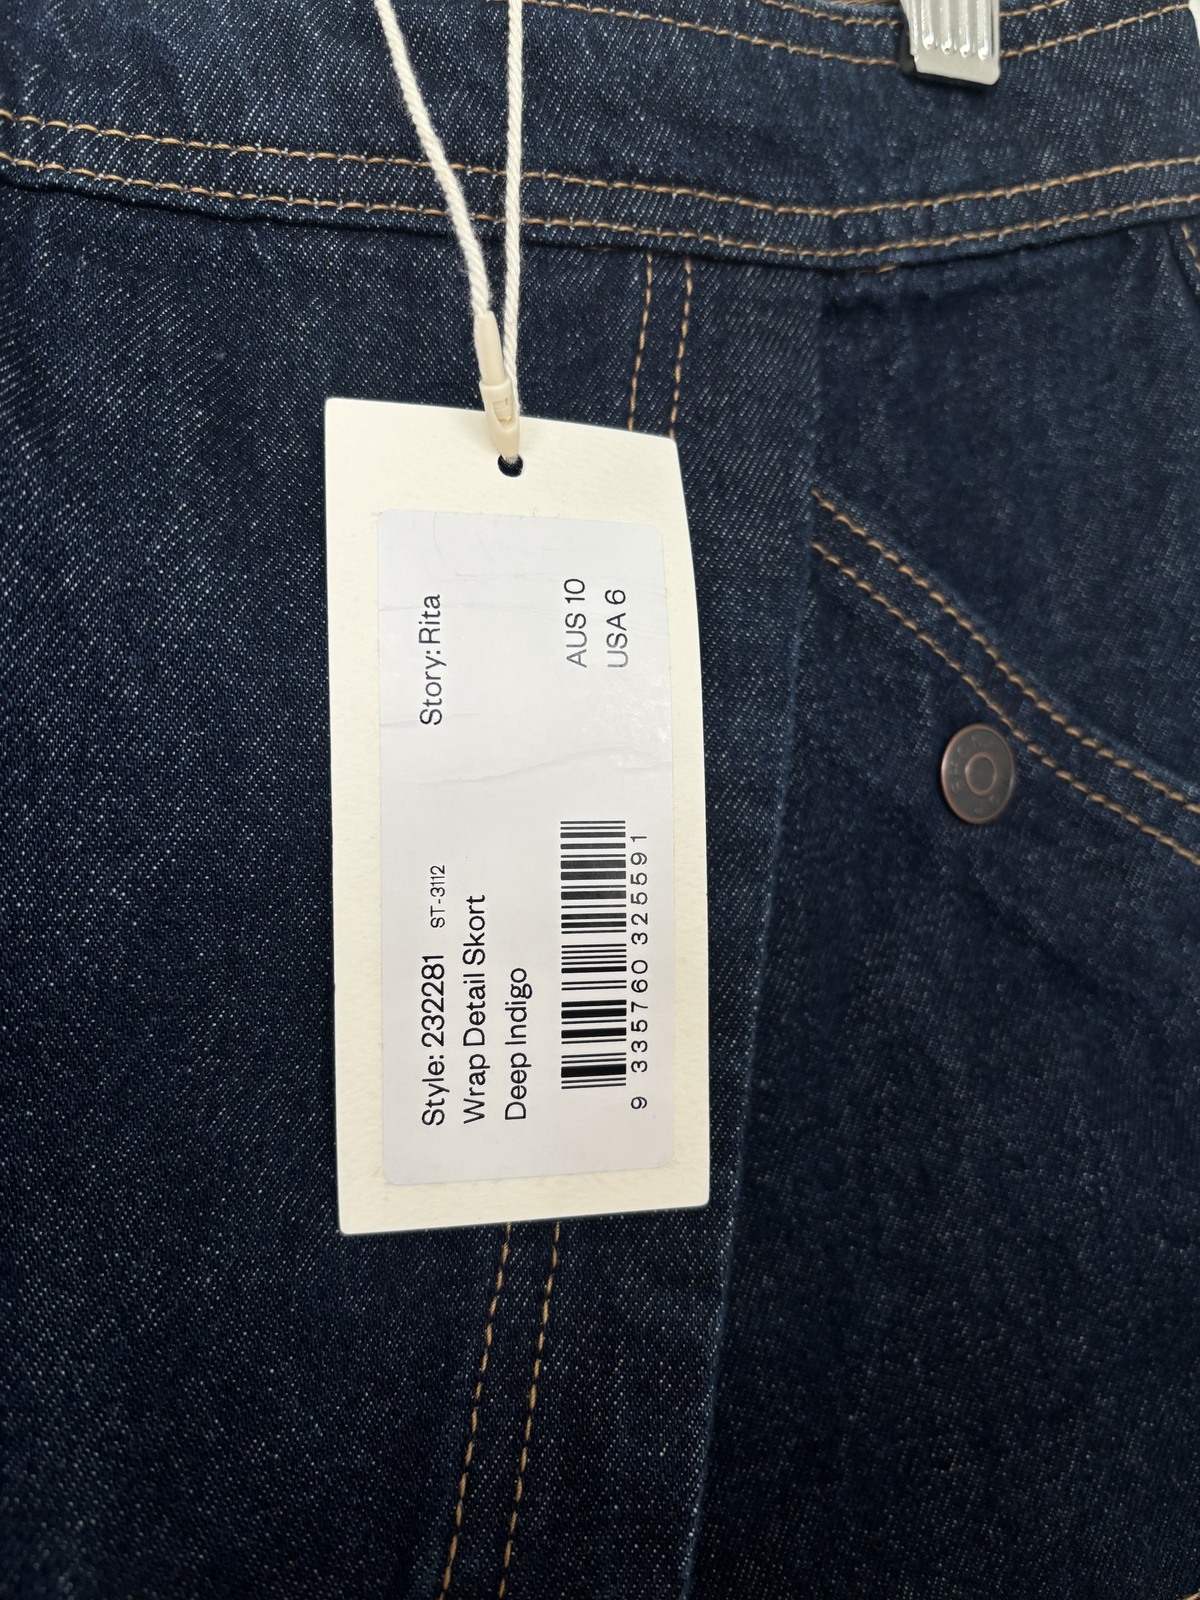 Style: 232281 ST-3112 Story: Rita
Wrap Detail Skort
Deep Indigo
AUS 10
USA 6
9 335760 325591